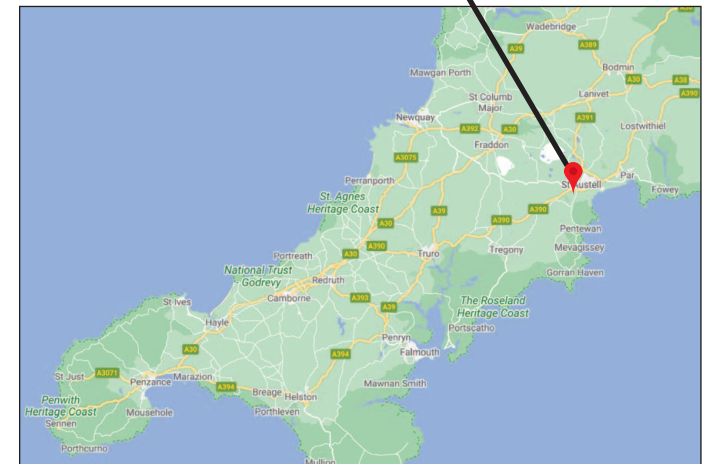 Wadebridge
A39
A389
Mawgan Porth
Bodmin
A30
A38
A390
St Columb
Major
Lanivet
Newquay
A391
A392
A30
Lostwithiel
Fraddon
A3075
Perranporth
Par
St Austell
Fowey
St. Agnes
Heritage Coast
A39
A390
A390
A30
Pentewan
A390
A30
Portreath
Truro
Tregony
Mevagissey
National Trust
Godrevy
Redruth
Gorran Haven
Camborne
A393
A39
The Roseland
Heritage Coast
St Ives
Hayle
Portscatho
Penryn
A30
A394
Falmouth
St Just
A3071
Penzance
Marazion
A394
Breage
Helston
Mawnan Smith
Penwith
Heritage Coast
Mousehole
Porthleven
Sennen
Porthcurno
Mullion